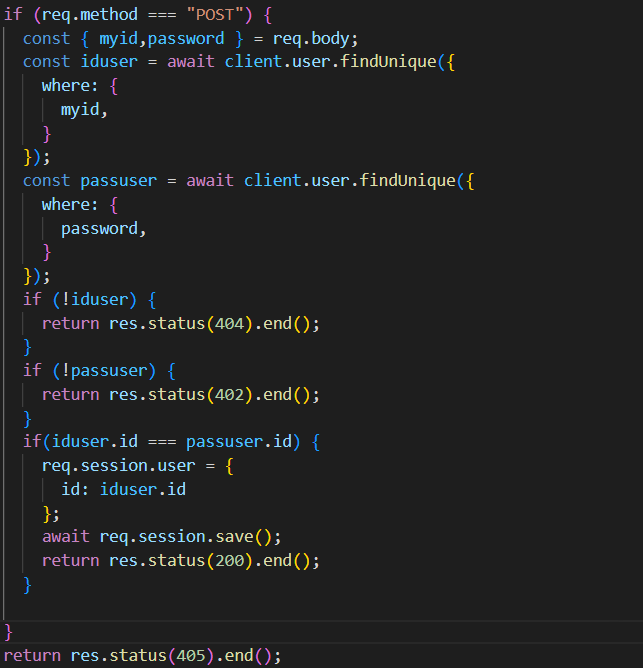 if (req.method === "POST") {
const { myid,password } = req.body;
const iduser = await client.user.findUnique({
where: {
myid,
}
});
const passuser = await client.user.findUnique({
where: {
password,
}
});
if (!iduser) {
return res.status(404).end();
}
if (!passuser) {
return res.status(402).end();
}
if(iduser.id === passuser.id) {
req.session.user = {
id: iduser.id
};
await req.session.save();
return res.status(200).end();
}
}
return res.status(405).end();